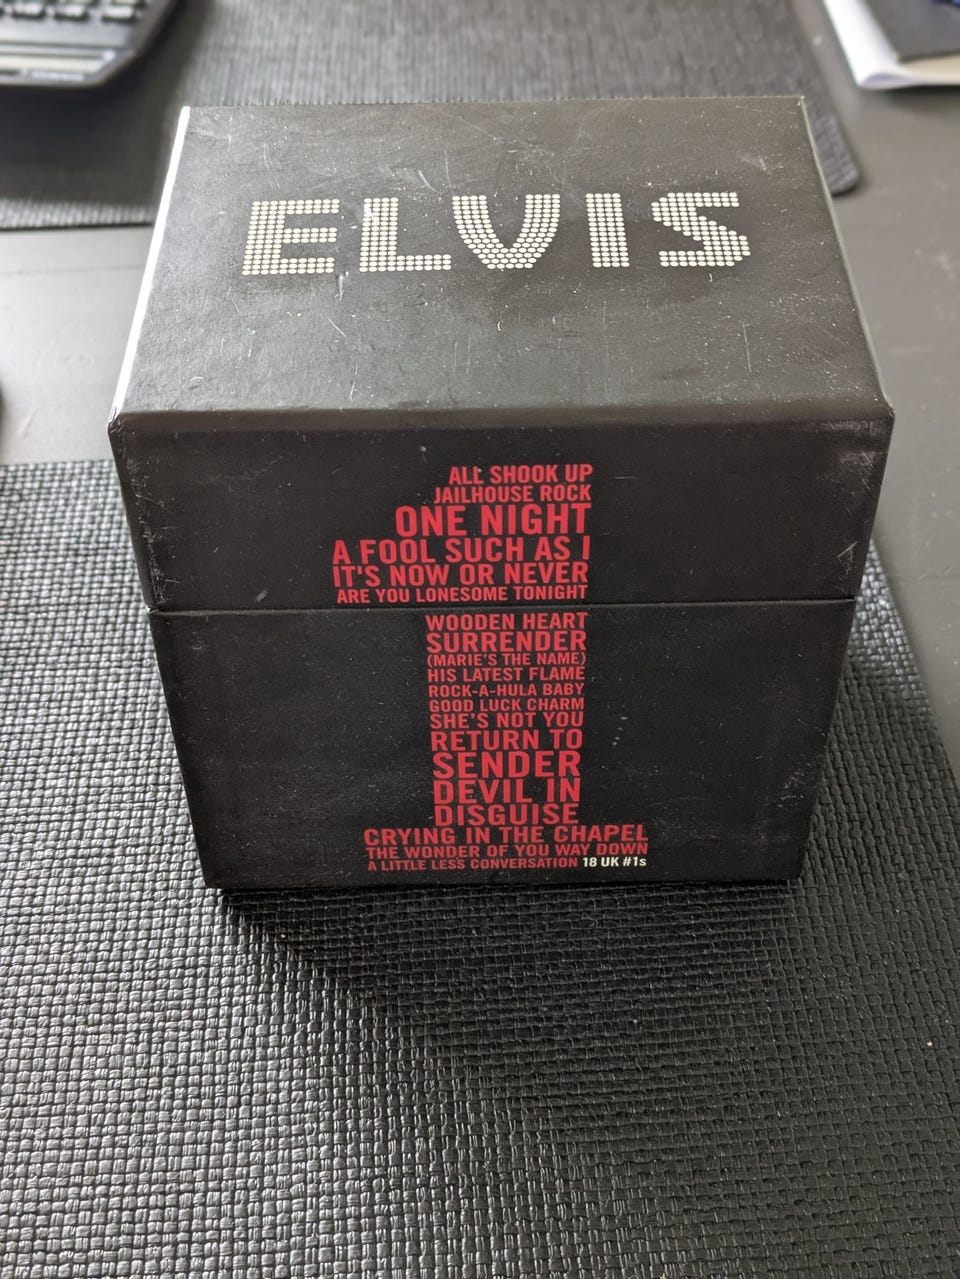 ELVIS
ALL SHOOK UP
JAILHOUSE ROCK
ONE NIGHT
A FOOL SUCH AS I
IT'S NOW OR NEVER
ARE YOU LONESOME TONIGHT
WOODEN HEART
SURRENDER
(MARIE'S THE NAME)
HIS LATEST FLAME
ROCK-A-HULA BABY
GOOD LUCK CHARM
SHE'S NOT YOU
RETURN TO
SENDER
DEVIL IN
DISGUISE
CRYING IN THE CHAPEL
THE WONDER OF YOU WAY DOWN
A LITTLE LESS CONVERSATION 18 UK #1s